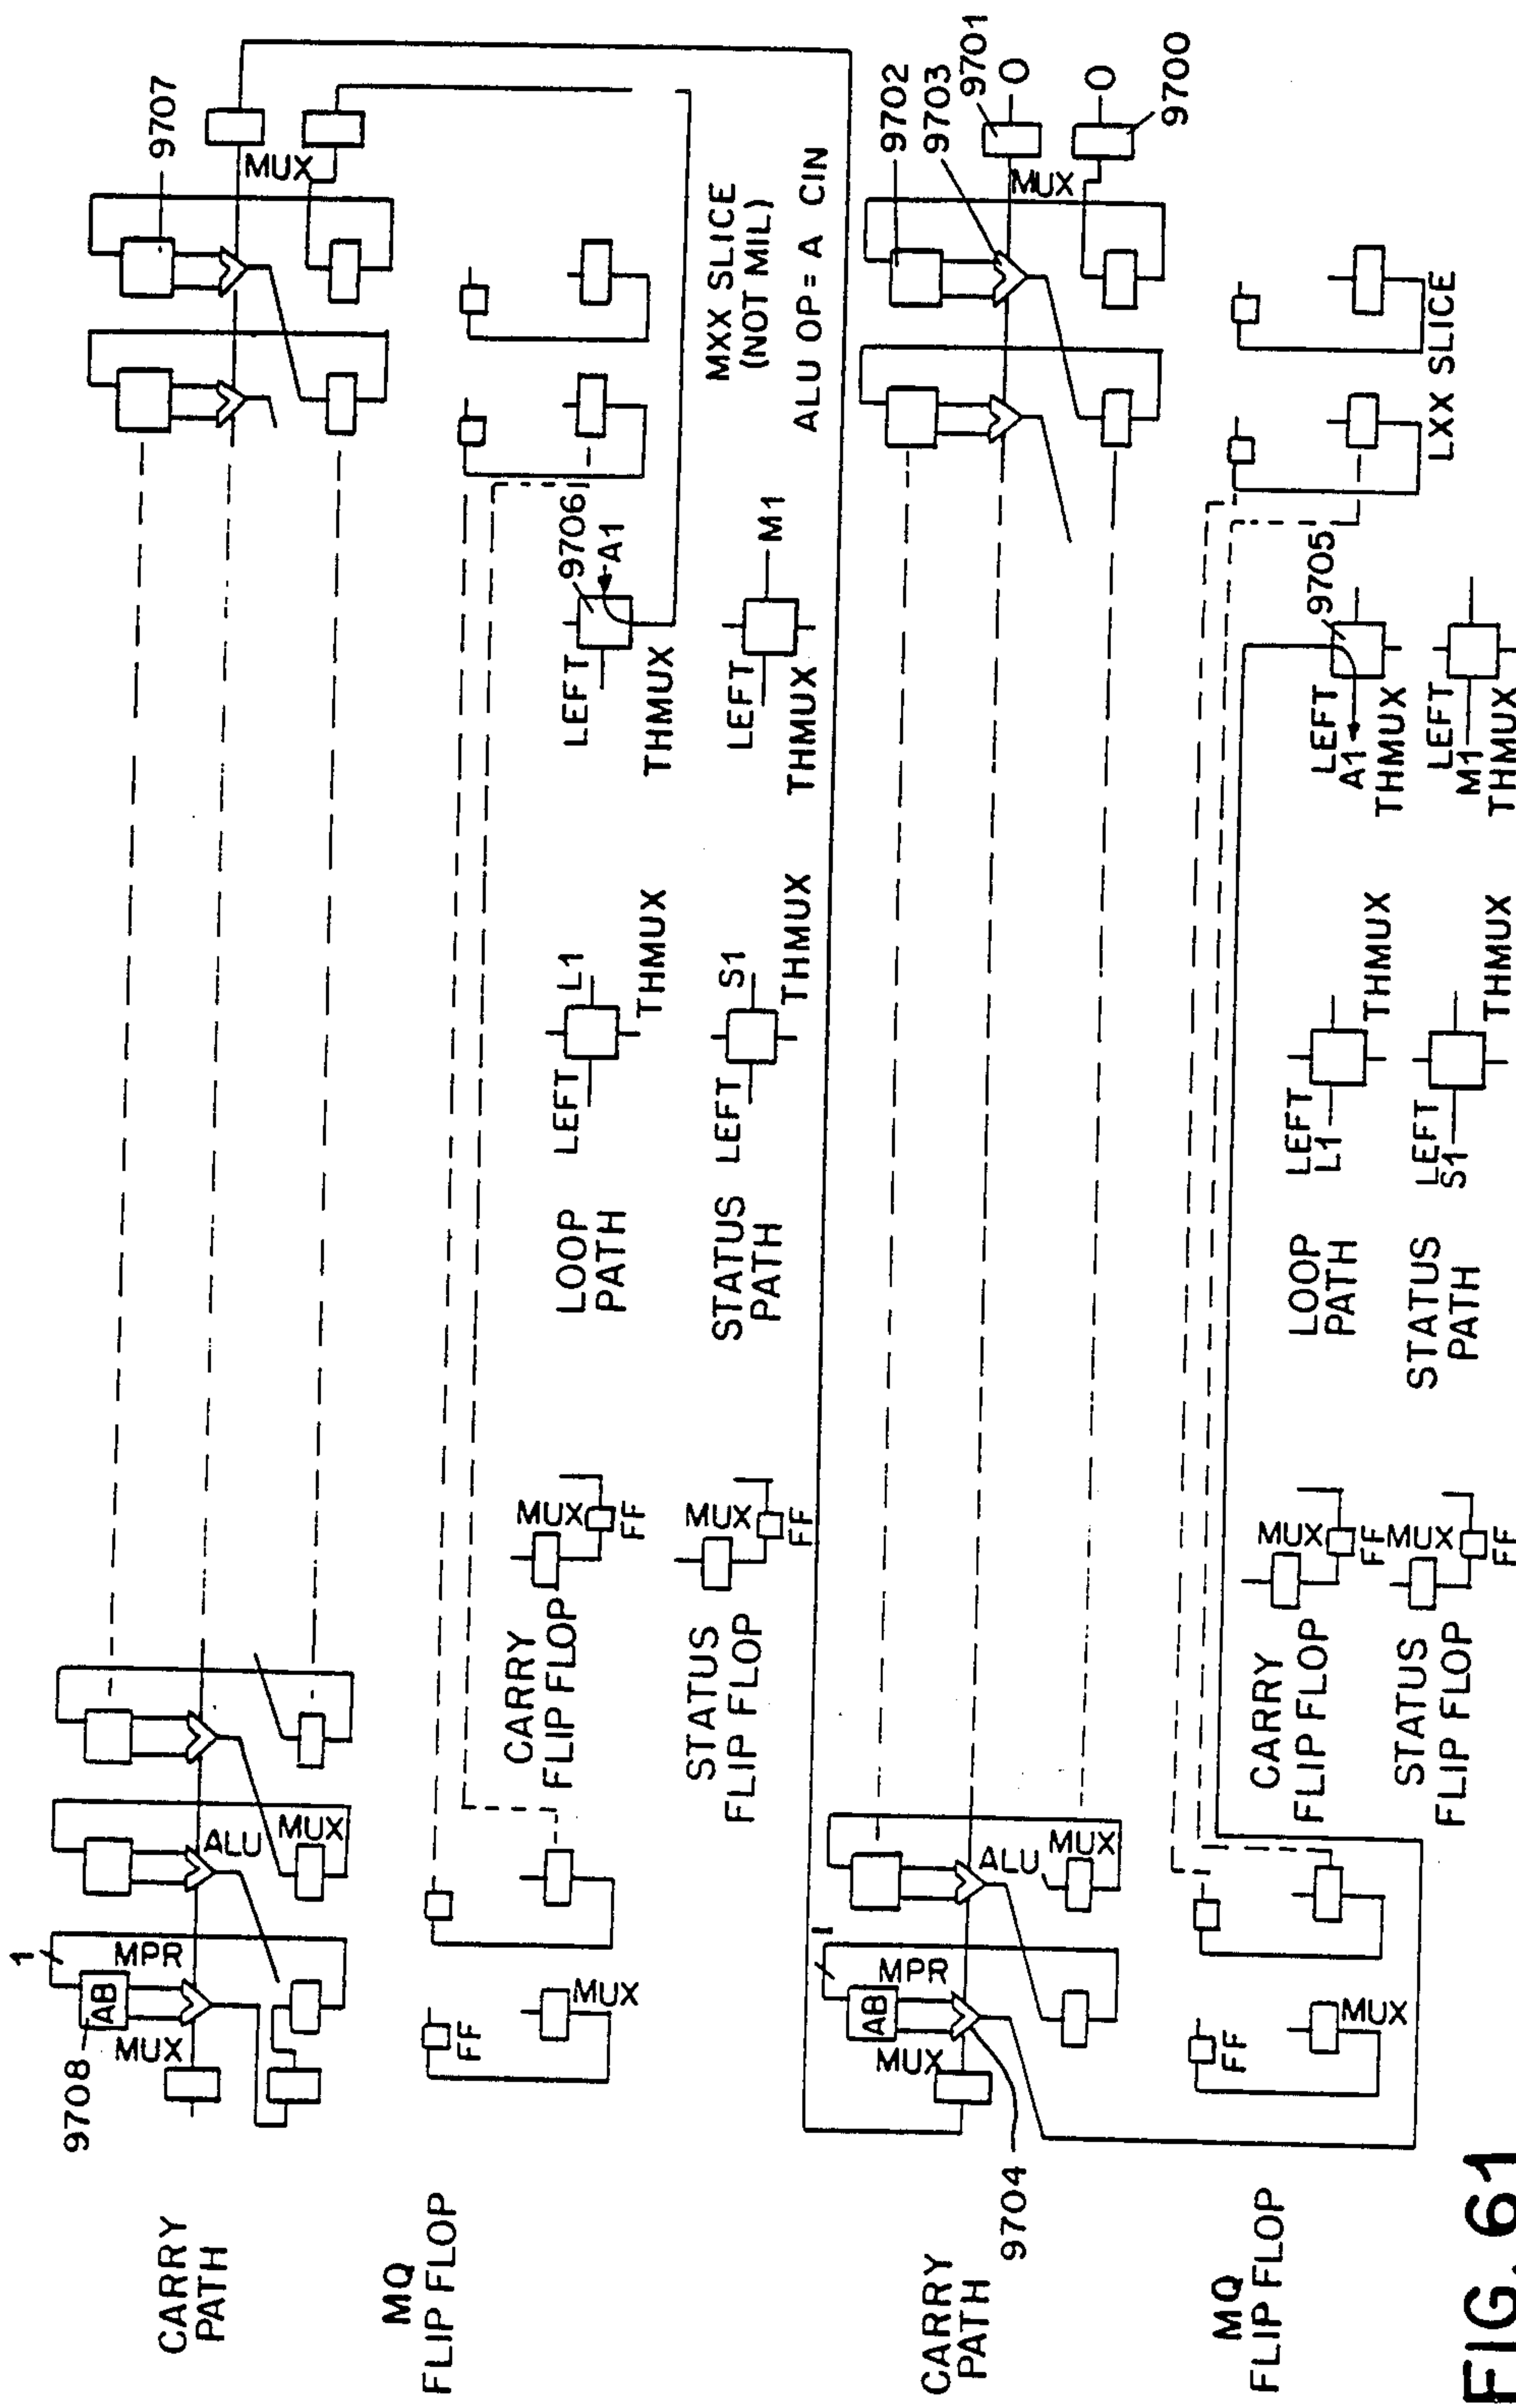 CARRY
PATH
9708
1
AB
MPR
MUX
ALU
MUX
9707
MUX
MQ
FLIP FLOP
FF
MUX
CARRY
FLIP FLOP
MUX
FF
LOOP
PATH
LEFT
L1
THMUX
LEFT
9706
A1
THMUX
STATUS
FLIP FLOP
MUX
FF
STATUS
PATH
LEFT
S1
THMUX
LEFT
M1
THMUX
MXX SLICE
(NOT MIL)
ALU OP = A CIN
CARRY
PATH
9704
1
AB
MPR
MUX
ALU
MUX
9702
9703
9701
O
MUX
O
9700
MQ
FLIP FLOP
FF
MUX
CARRY
FLIP FLOP
MUX
FF
LOOP
PATH
LEFT
L1
THMUX
9705
LEFT
A1
THMUX
LXX SLICE
STATUS
FLIP FLOP
MUX
FF
STATUS
PATH
LEFT
S1
THMUX
LEFT
M1
THMUX
FIG. 61